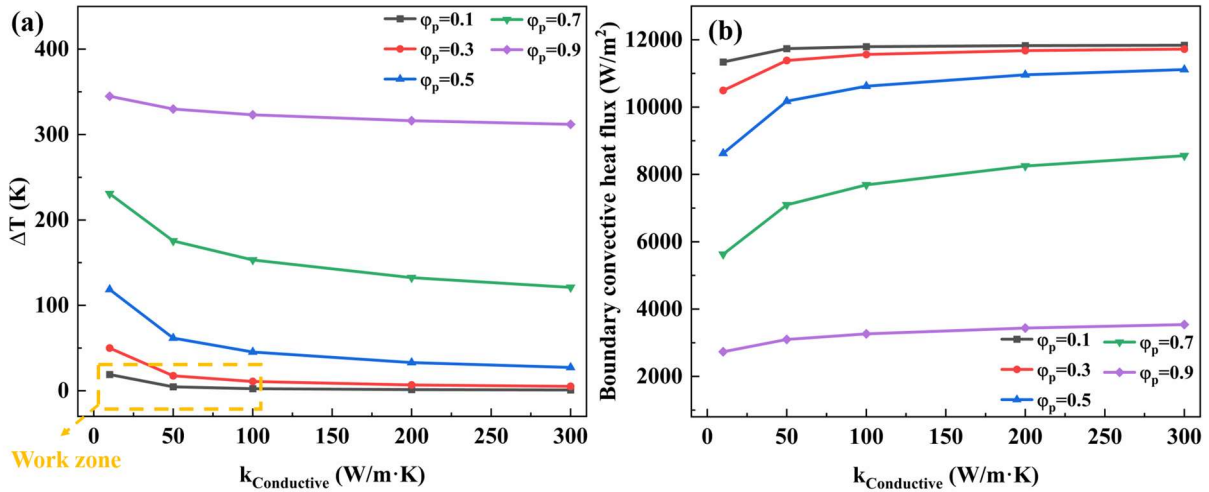 (a)
φp=0.1
φp=0.7
φp=0.3
φp=0.9
φp=0.5
400
300
200
100
0
ΔT (K)
0
50
100
150
200
250
300
kConductive (W/m·K)
Work zone
(b)
12000
10000
8000
6000
4000
2000
Boundary convective heat flux (W/m²)
φp=0.1
φp=0.7
φp=0.3
φp=0.9
φp=0.5
0
50
100
150
200
250
300
kConductive (W/m·K)